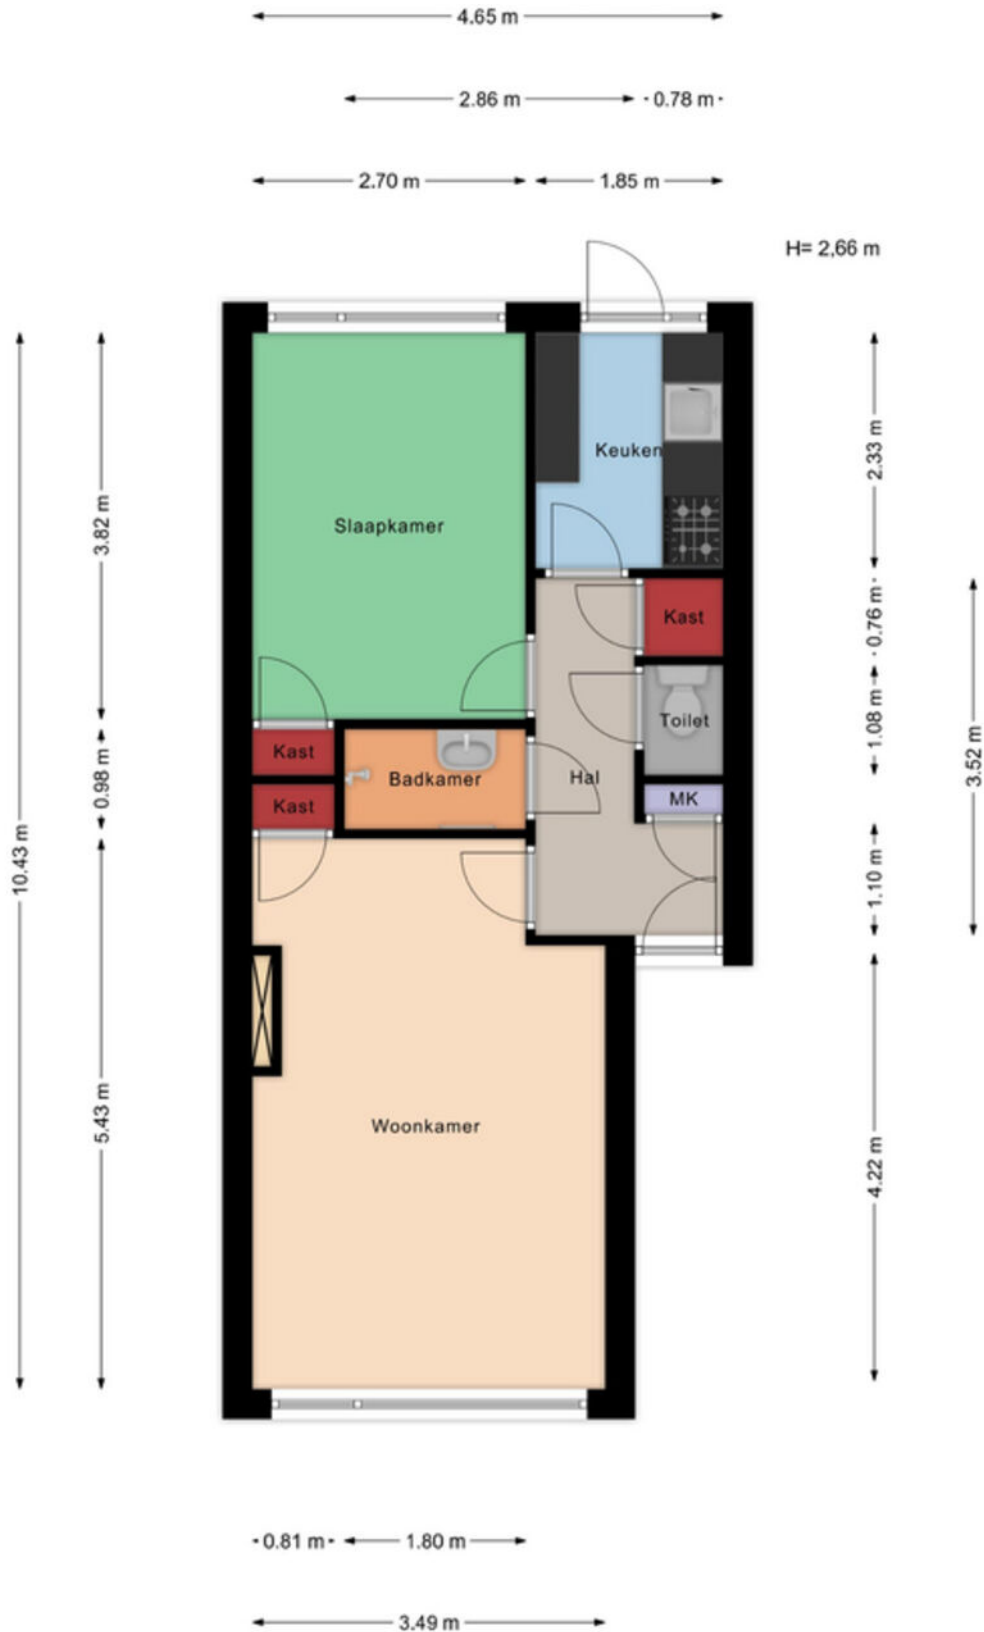 4.65 m
2.86 m
0.78 m
2.70 m
1.85 m
H= 2,66 m
Keuken
2.33 m
Slaapkamer
3.82 m
Kast
0.76 m
Toilet
1.08 m
Kast
Badkamer
Hal
0.98 m
3.52 m
MK
Kast
10.43 m
1.10 m
Woonkamer
5.43 m
4.22 m
0.81 m
1.80 m
3.49 m